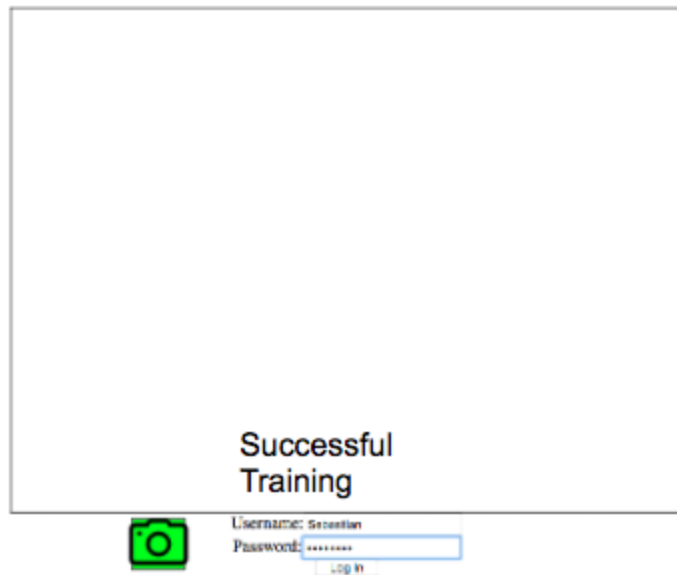 Successful
Training
Username: Sebastian
Password: ••••••••
Log In